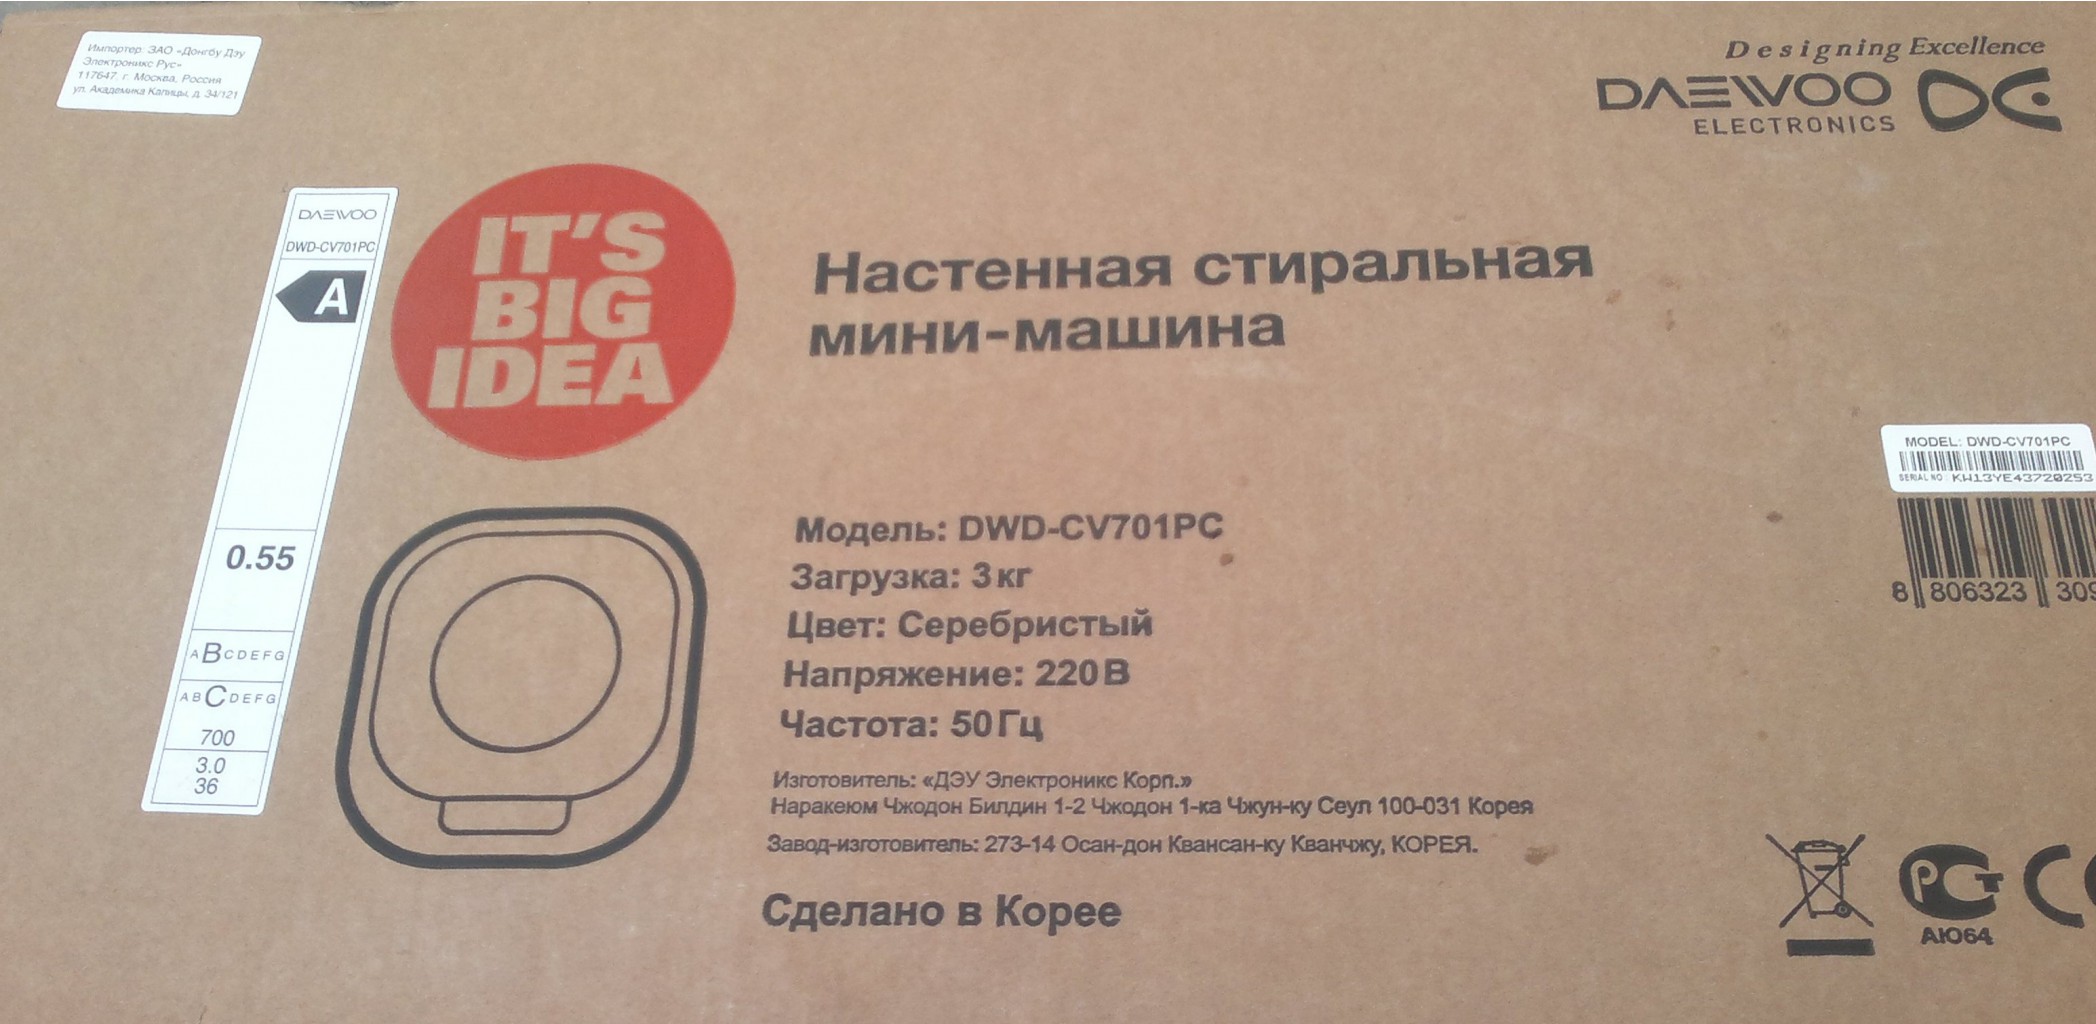 Импортер: ЗАО «Донгбу Дэу
Электроникс Рус»
117647, г. Москва, Россия
ул. Академика Капицы, д. 34/121
Designing Excellence
DAEWOO
ELECTRONICS
DAEWOO
DWD-CV701PC
A
0.55
ABCDEFG
ABCDEFG
700
3.0
36
IT'S
BIG
IDEA
Настенная стиральная
мини-машина
Модель: DWD-CV701PC
Загрузка: 3 кг
Цвет: Серебристый
Напряжение: 220 В
Частота: 50 Гц
Изготовитель: «ДЭУ Электроникс Корп.»
Наракеюм Чжодон Билдин 1-2 Чжодон 1-ка Чжун-ку Сеул 100-031 Корея
Завод-изготовитель: 273-14 Осан-дон Квансан-ку Кванчжу, КОРЕЯ.
Сделано в Корее
MODEL: DWD-CV701PC
SERIAL NO KW13YE43720253
8 806323 309
РСТ
АЮ64
CE